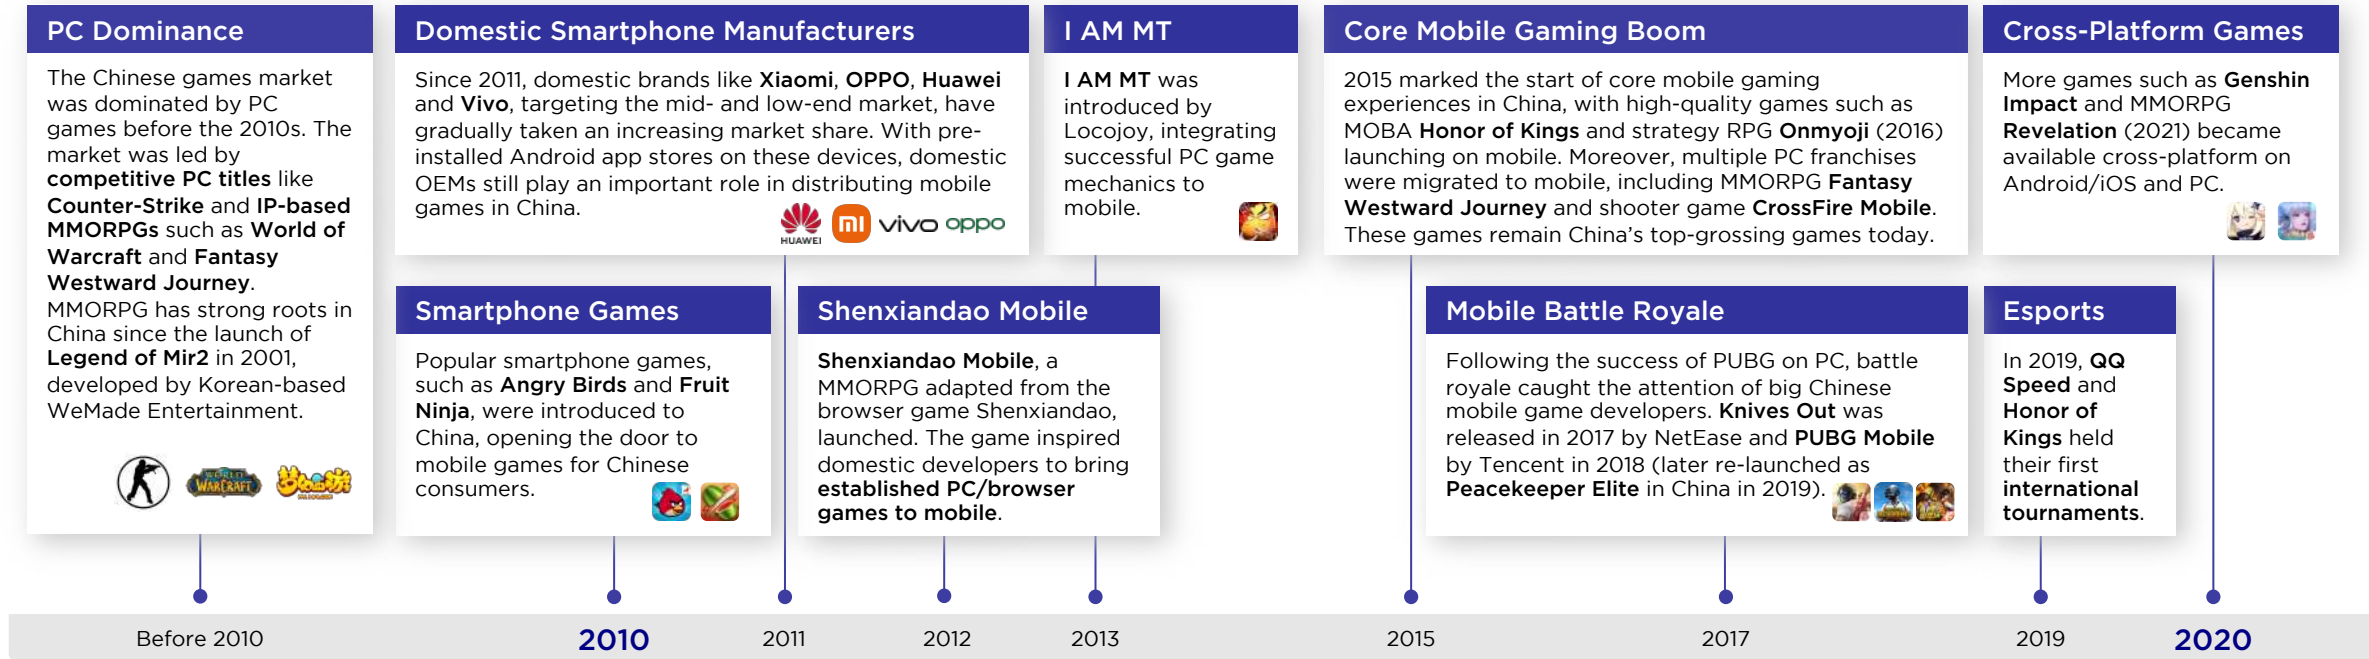 PC Dominance
The Chinese games market
was dominated by PC
games before the 2010s. The
market was led by
competitive PC titles like
Counter-Strike and IP-based
MMORPGs such as World of
Warcraft and Fantasy
Westward Journey.
MMORPG has strong roots in
China since the launch of
Legend of Mir2 in 2001,
developed by Korean-based
WeMade Entertainment.
WORLD
WARCRAFT
Domestic Smartphone Manufacturers
Since 2011, domestic brands like Xiaomi, OPPO, Huawei
and Vivo, targeting the mid- and low-end market, have
gradually taken an increasing market share. With pre-
installed Android app stores on these devices, domestic
OEMs still play an important role in distributing mobile
games in China.
HUAWEI
mi
vivo
oppo
Smartphone Games
Popular smartphone games,
such as Angry Birds and Fruit
Ninja, were introduced to
China, opening the door to
mobile games for Chinese
consumers.
Shenxiandao Mobile
Shenxiandao Mobile, a
MMORPG adapted from the
browser game Shenxiandao,
launched. The game inspired
domestic developers to bring
established PC/browser
games to mobile.
I AM MT
I AM MT was
introduced by
Locojoy, integrating
successful PC game
mechanics to
mobile.
Core Mobile Gaming Boom
2015 marked the start of core mobile gaming
experiences in China, with high-quality games such as
MOBA Honor of Kings and strategy RPG Onmyoji (2016)
launching on mobile. Moreover, multiple PC franchises
were migrated to mobile, including MMORPG Fantasy
Westward Journey and shooter game CrossFire Mobile.
These games remain China’s top-grossing games today.
Mobile Battle Royale
Following the success of PUBG on PC, battle
royale caught the attention of big Chinese
mobile game developers. Knives Out was
released in 2017 by NetEase and PUBG Mobile
by Tencent in 2018 (later re-launched as
Peacekeeper Elite in China in 2019).
Cross-Platform Games
More games such as Genshin
Impact and MMORPG
Revelation (2021) became
available cross-platform on
Android/iOS and PC.
Esports
In 2019, QQ
Speed and
Honor of
Kings held
their first
international
tournaments.
Before 2010
2010
2011
2012
2013
2015
2017
2019
2020